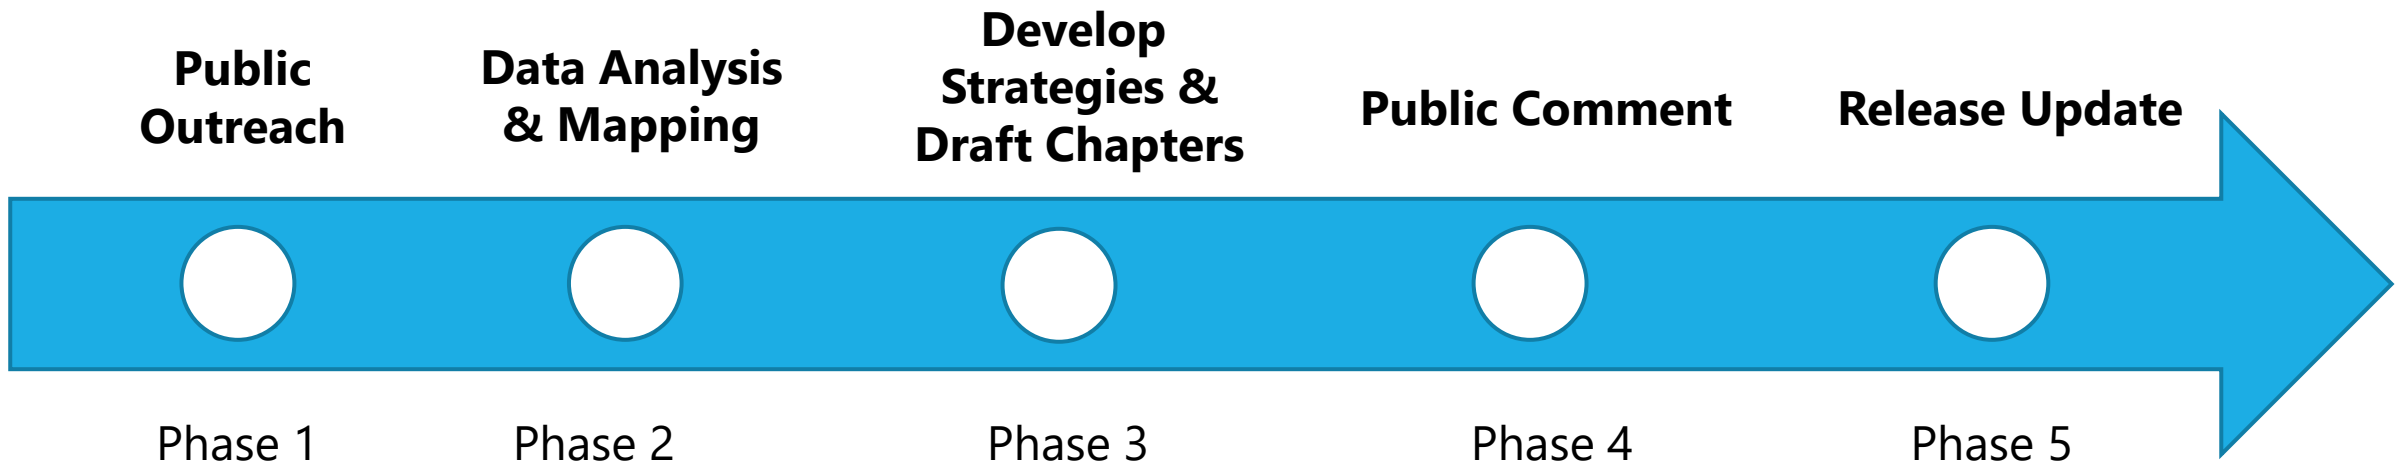 Public
Outreach
Data Analysis
& Mapping
Develop
Strategies &
Draft Chapters
Public Comment
Release Update
Phase 1
Phase 2
Phase 3
Phase 4
Phase 5